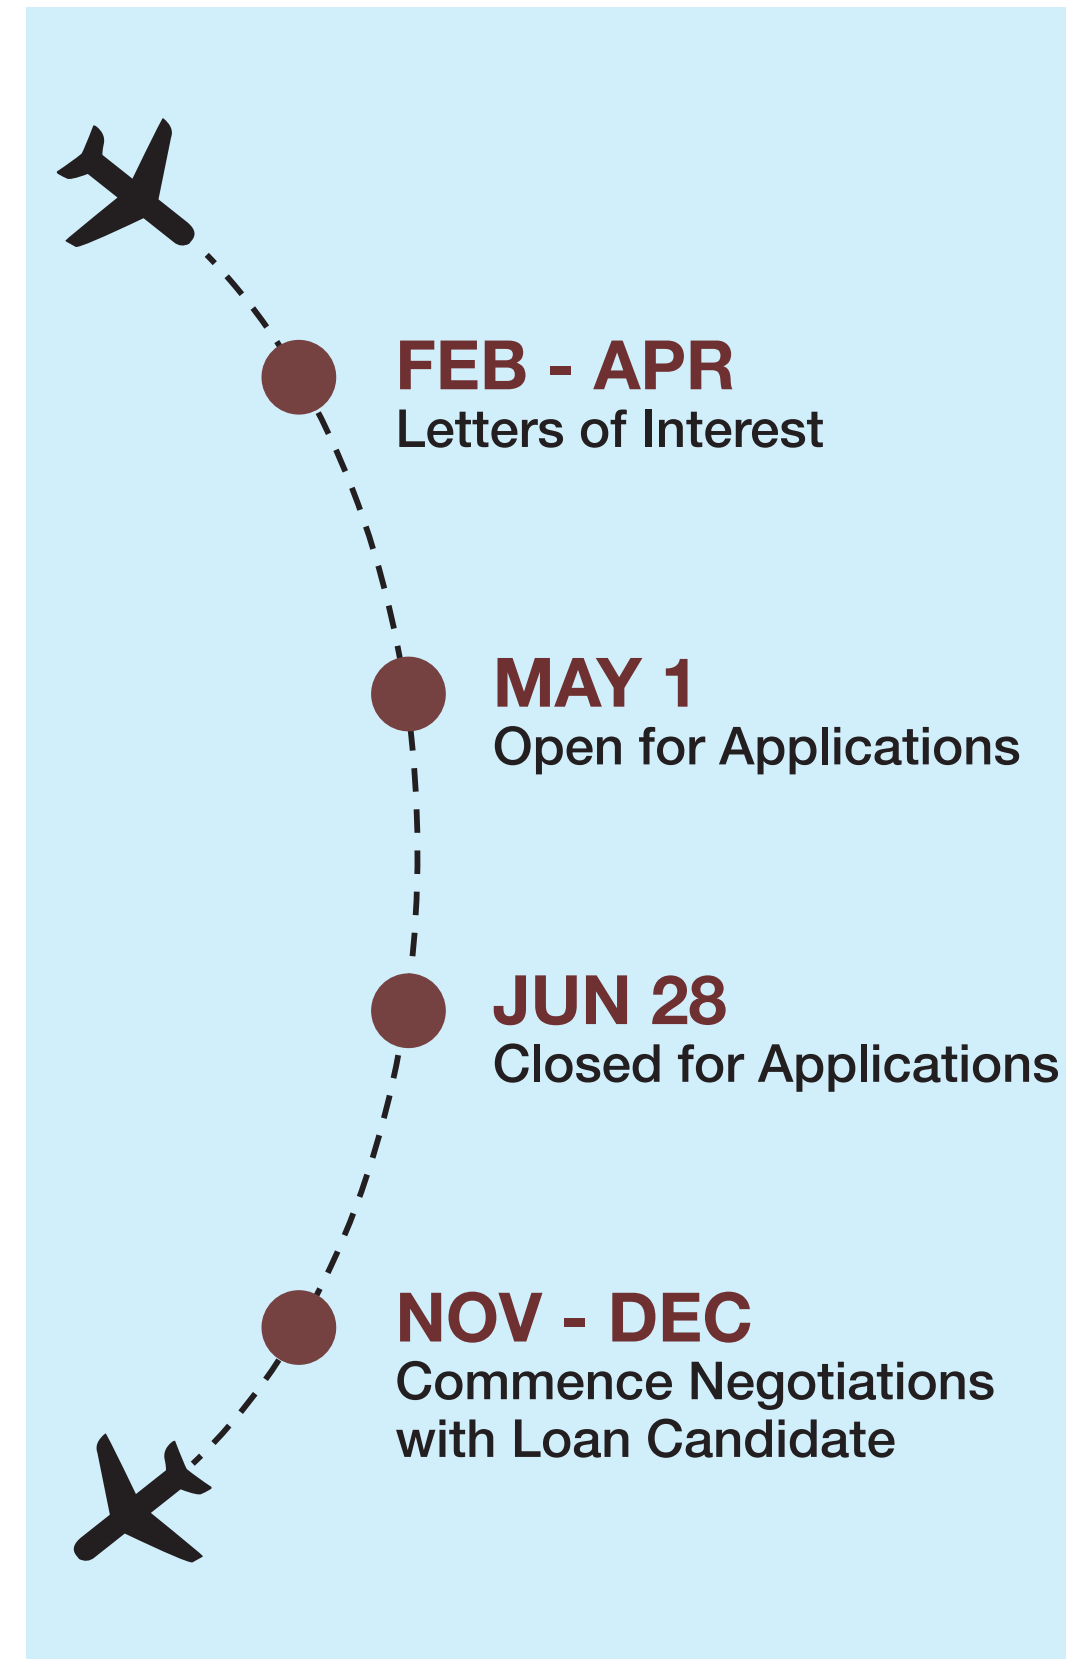 FEB - APR
Letters of Interest
MAY 1
Open for Applications
JUN 28
Closed for Applications
NOV - DEC
Commence Negotiations
with Loan Candidate